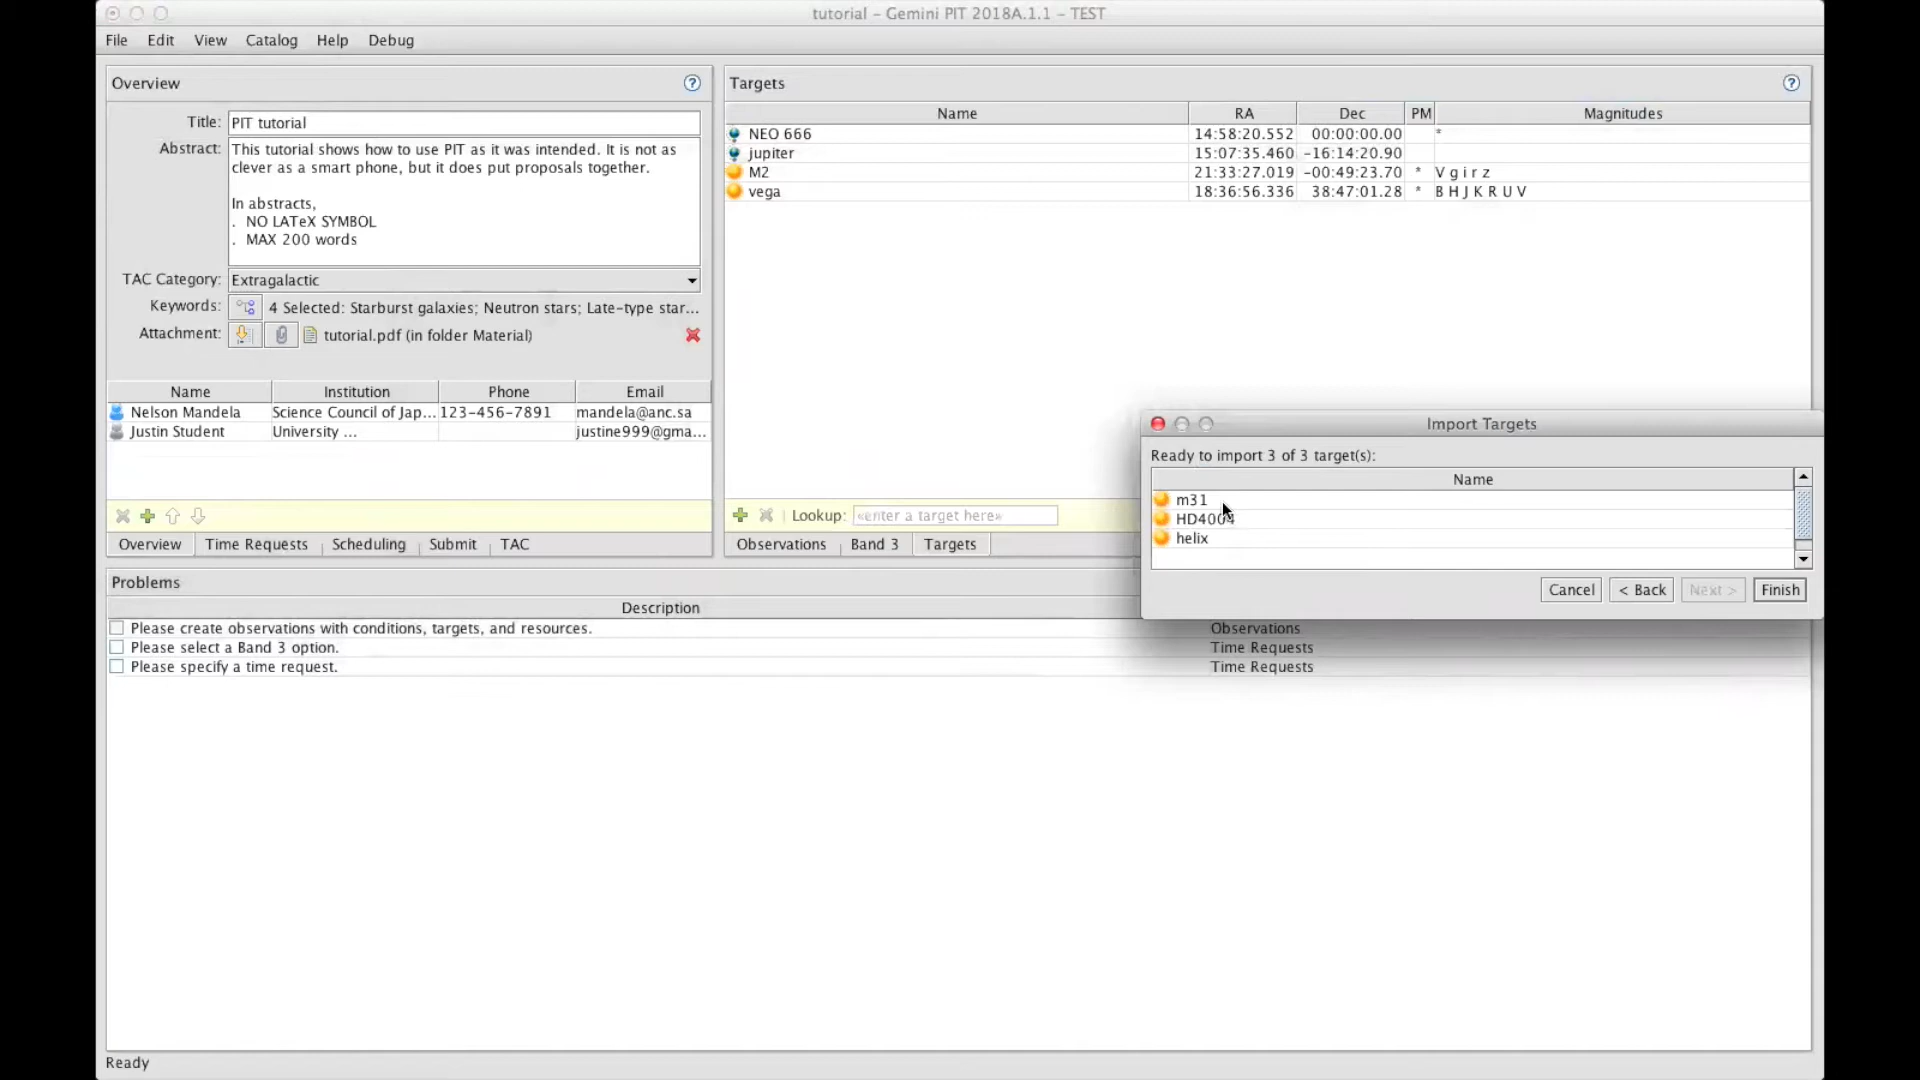 tutorial – Gemini PIT 2018A.1.1 – TEST
File Edit View Catalog Help Debug
Overview
Title: PIT tutorial
Abstract: This tutorial shows how to use PIT as it was intended. It is not as
clever as a smart phone, but it does put proposals together.
In abstracts,
. NO LATeX SYMBOL
. MAX 200 words
TAC Category: Extragalactic
Keywords: 4 Selected: Starburst galaxies; Neutron stars; Late-type star...
Attachment: tutorial.pdf (in folder Material)
Name Institution Phone Email
Nelson Mandela Science Council of Jap... 123-456-7891 mandela@anc.sa
Justin Student University ... justine999@gma...
Overview Time Requests Scheduling Submit TAC
Targets
Name RA Dec PM Magnitudes
NEO 666 14:58:20.552 00:00:00.00 *
jupiter 15:07:35.460 -16:14:20.90
M2 21:33:27.019 -00:49:23.70 * V g i r z
vega 18:36:56.336 38:47:01.28 * B H J K R U V
Lookup: «enter a target here»
Observations Band 3 Targets
Import Targets
Ready to import 3 of 3 target(s):
Name
m31
HD4004
helix
Cancel < Back Next > Finish
Problems
Description
Please create observations with conditions, targets, and resources. Observations
Please select a Band 3 option. Time Requests
Please specify a time request. Time Requests
Ready